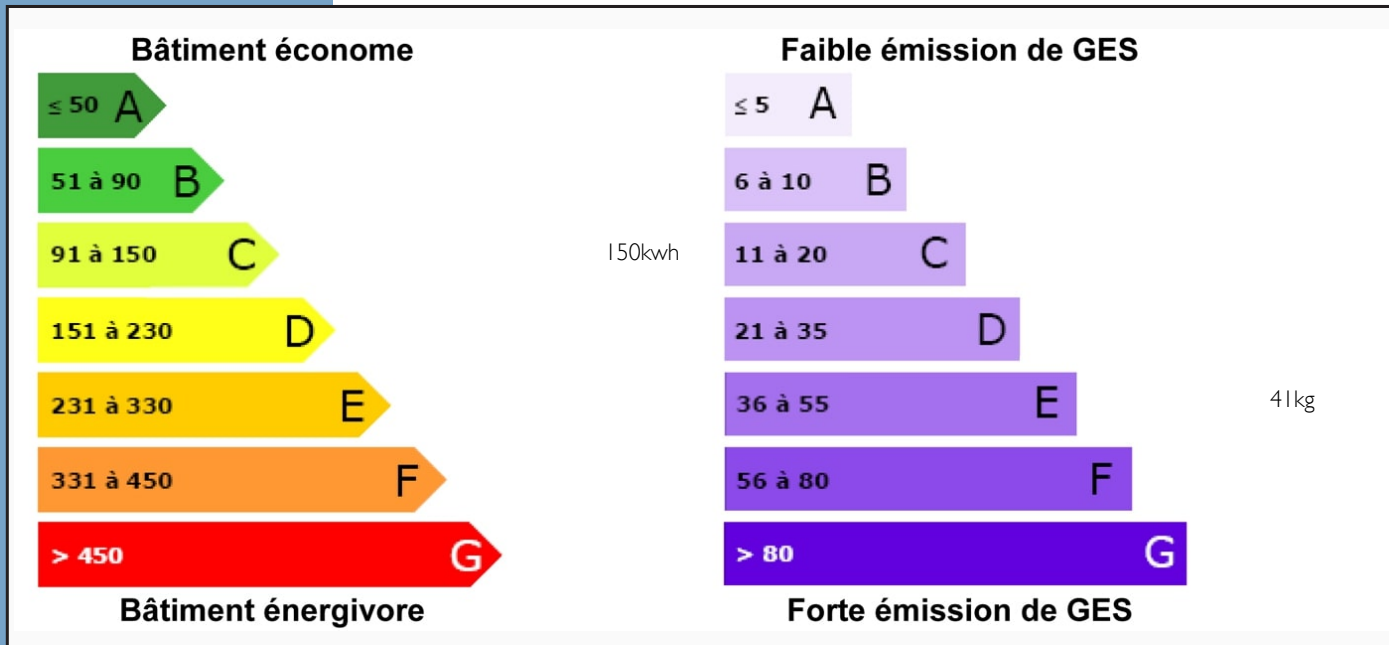 Bâtiment économe
≤ 50 A
51 à 90 B
91 à 150 C
150kwh
151 à 230 D
231 à 330 E
331 à 450 F
> 450 G
Bâtiment énergivore
Faible émission de GES
≤ 5 A
6 à 10 B
11 à 20 C
21 à 35 D
36 à 55 E
41kg
56 à 80 F
> 80 G
Forte émission de GES